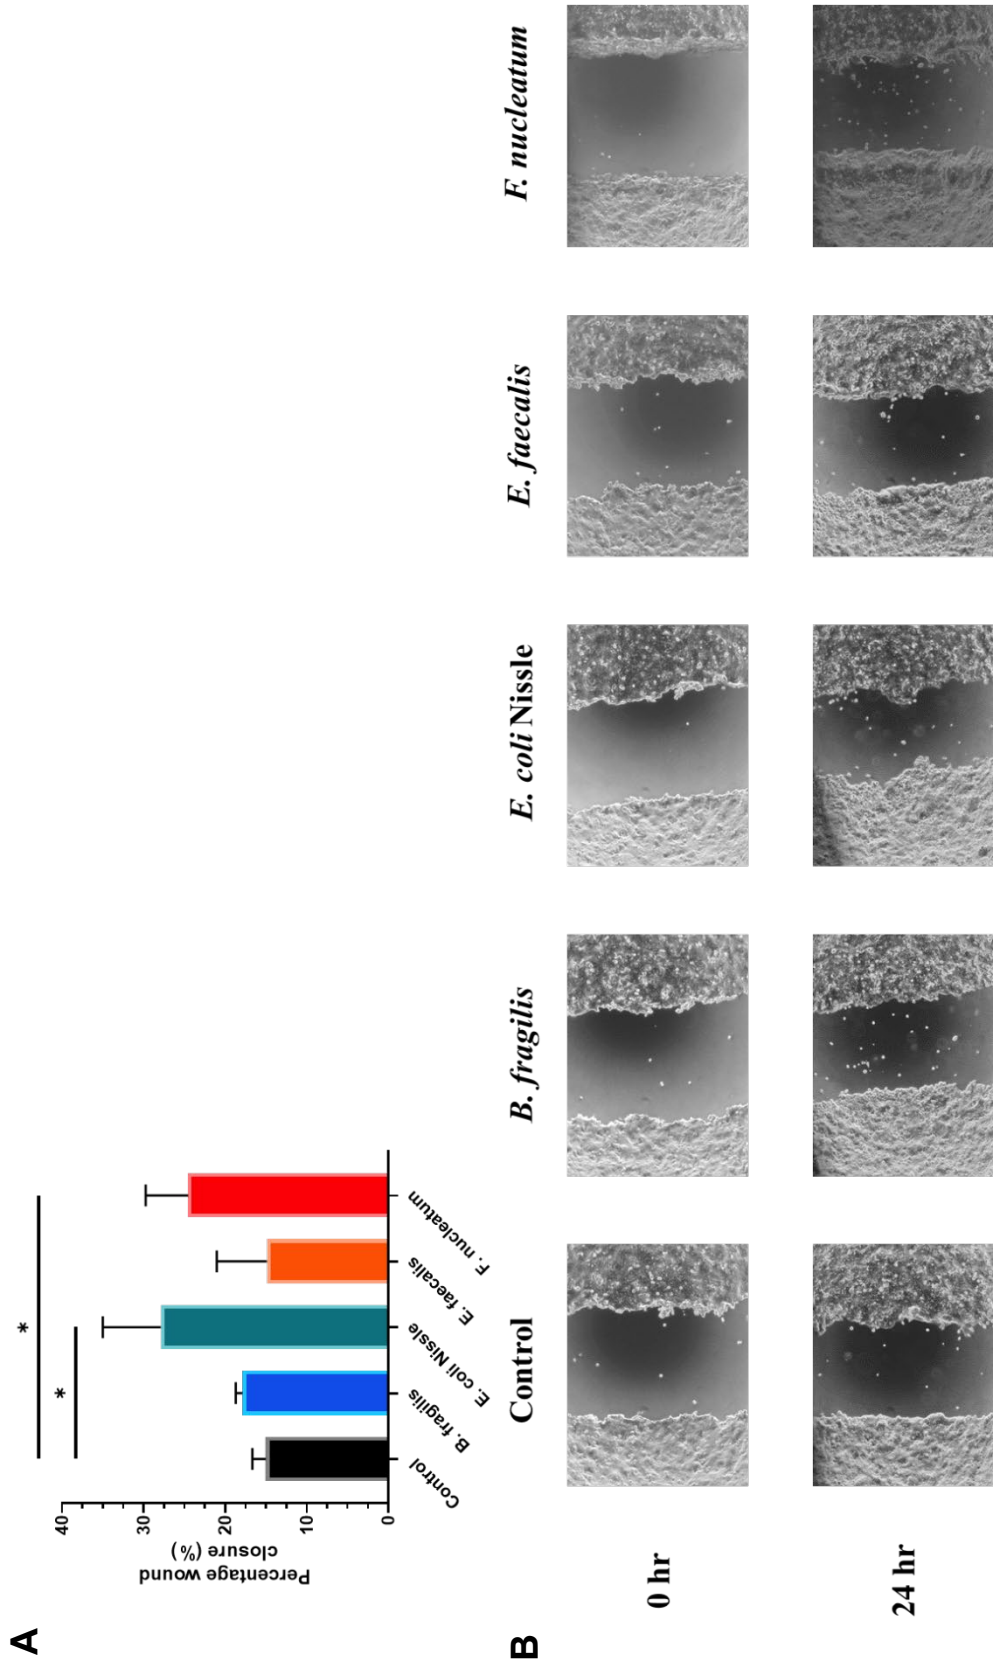 A
*
*
40
30
20
10
0
Percentage wound
closure (%)
Control
B. fragilis
E. coli Nissle
E. faecalis
F. nucleatum
B
Control
B. fragilis
E. coli Nissle
E. faecalis
F. nucleatum
0 hr
24 hr